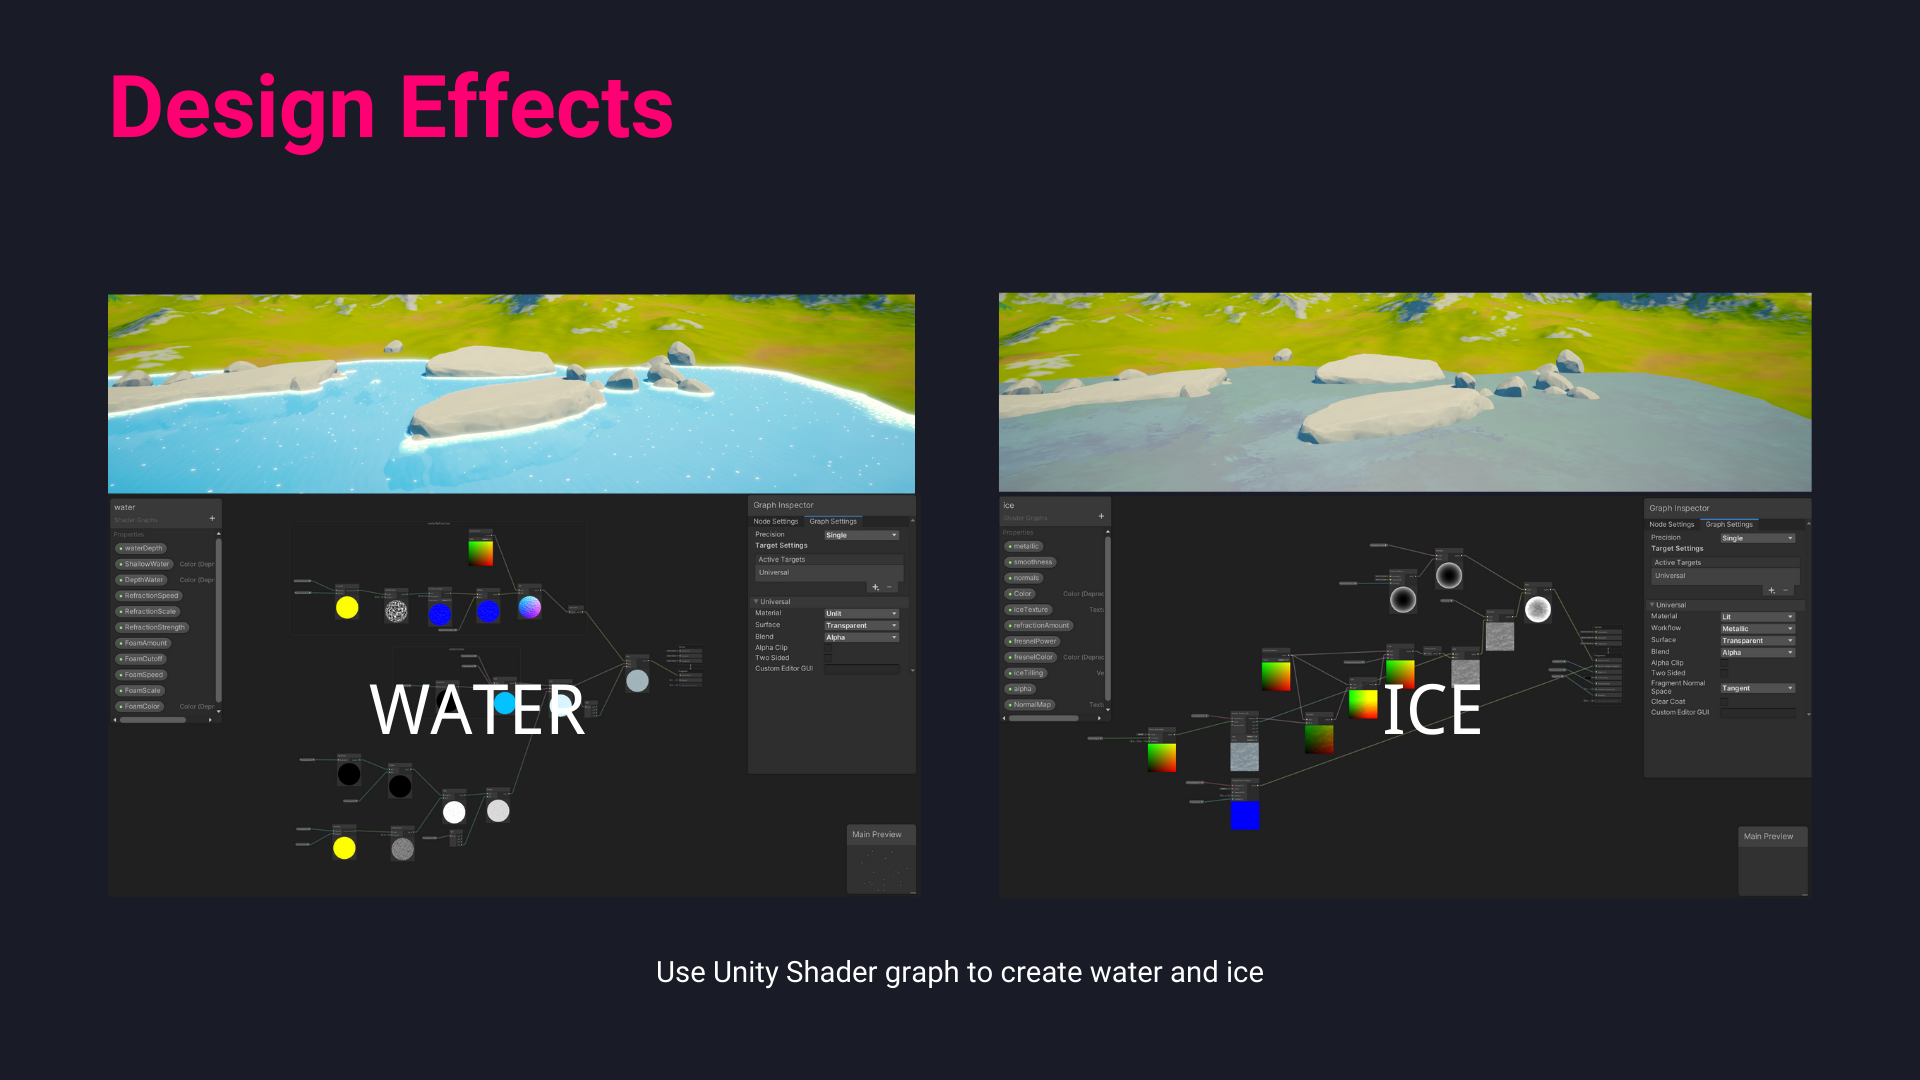 Design Effects
water
Shader Graphs
+
Properties
waterDepth
ShallowWater Color (Depr
DepthWater Color (Depr
RefractionSpeed
RefractionScale
RefractionStrength
FoamAmount
FoamCutoff
FoamSpeed
FoamScale
FoamColor Color (Depr
Graph Inspector
Node Settings Graph Settings
Precision Single
Target Settings
Active Targets
Universal
+ -
Universal
Material Unlit
Surface Transparent
Blend Alpha
Alpha Clip
Two Sided
Custom Editor GUI
Main Preview
WATER
ice
Shader Graphs
+
Properties
metallic
smoothness
normals
Color Color (Deprec
iceTexture Text
refractionAmount
fresnelPower
fresnelColor Color (Deprec
iceTilling Ve
alpha
NormalMap Text
Graph Inspector
Node Settings Graph Settings
Precision Single
Target Settings
Active Targets
Universal
+ -
Universal
Material Lit
Workflow Metallic
Surface Transparent
Blend Alpha
Alpha Clip
Two Sided
Fragment Normal
Space Tangent
Clear Coat
Custom Editor GUI
Main Preview
ICE
Use Unity Shader graph to create water and ice